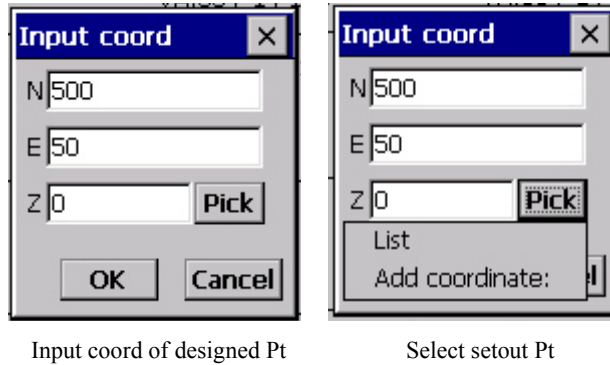 Input coord ×
N 500
E 50
Z 0 Pick
OK Cancel
Input coord of designed Pt
Input coord ×
N 500
E 50
Z 0 Pick
List
Add coordinate:
Select setout Pt